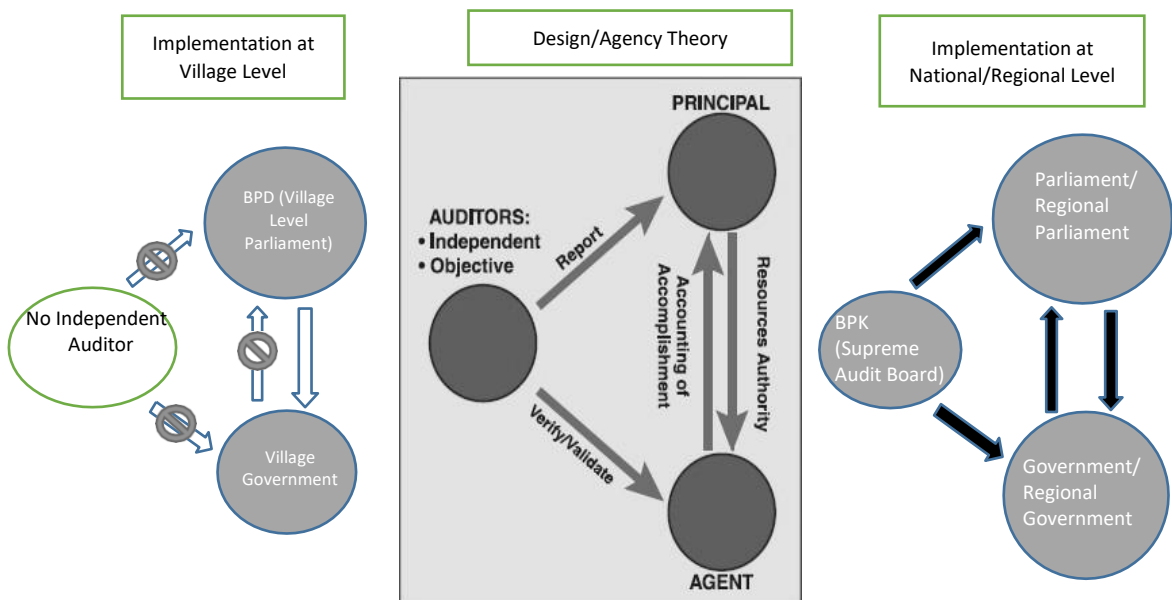 Implementation at
Village Level
BPD (Village
Level
Parliament)
No Independent
Auditor
Village
Government
Design/Agency Theory
PRINCIPAL
AUDITORS:
• Independent
• Objective
Report
Accounting of
Accomplishment
Resources Authority
Verify/Validate
AGENT
Implementation at
National/Regional Level
Parliament/
Regional
Parliament
BPK
(Supreme
Audit Board)
Government/
Regional
Government